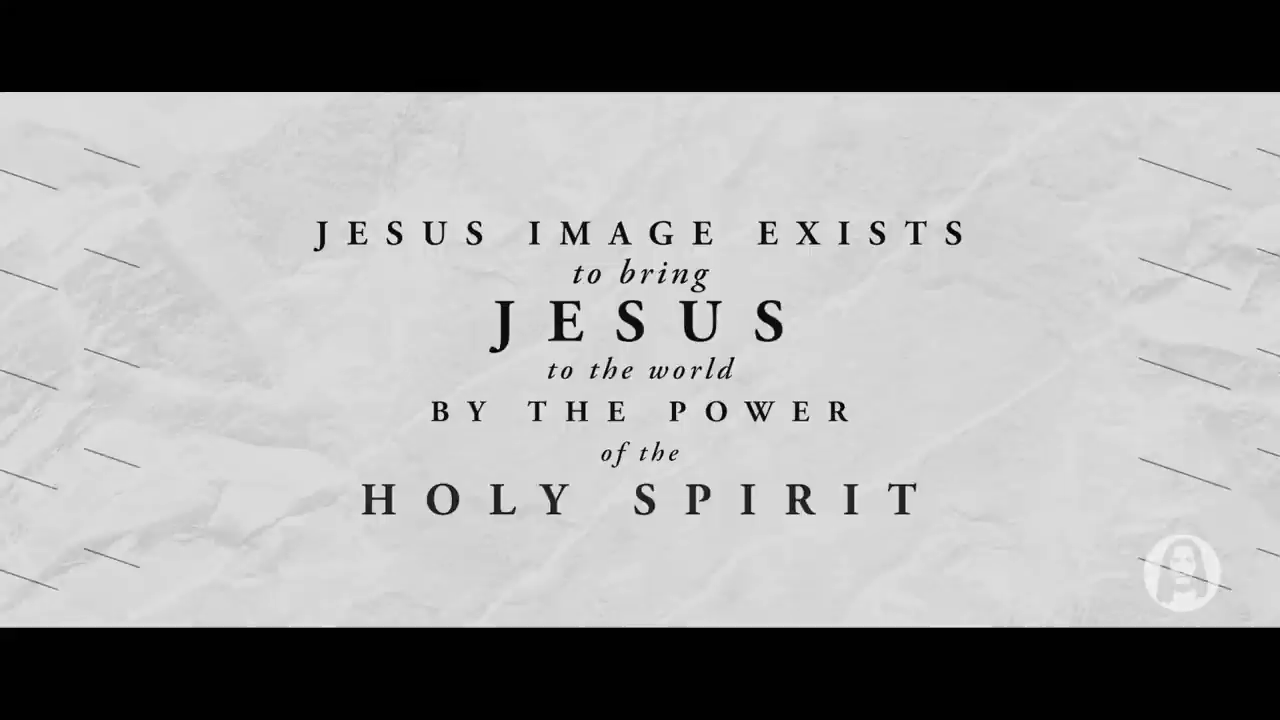 JESUS IMAGE EXISTS
to bring
JESUS
to the world
BY THE POWER
of the
HOLY SPIRIT